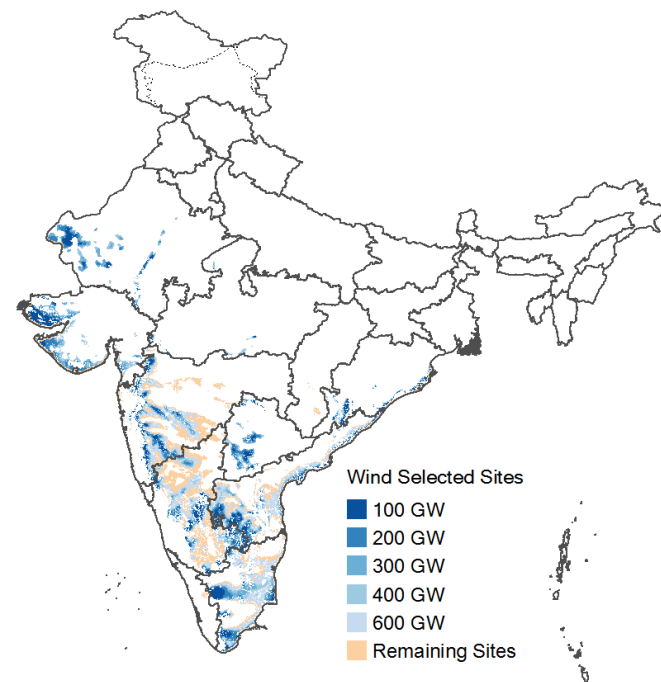 Wind Selected Sites
100 GW
200 GW
300 GW
400 GW
600 GW
Remaining Sites